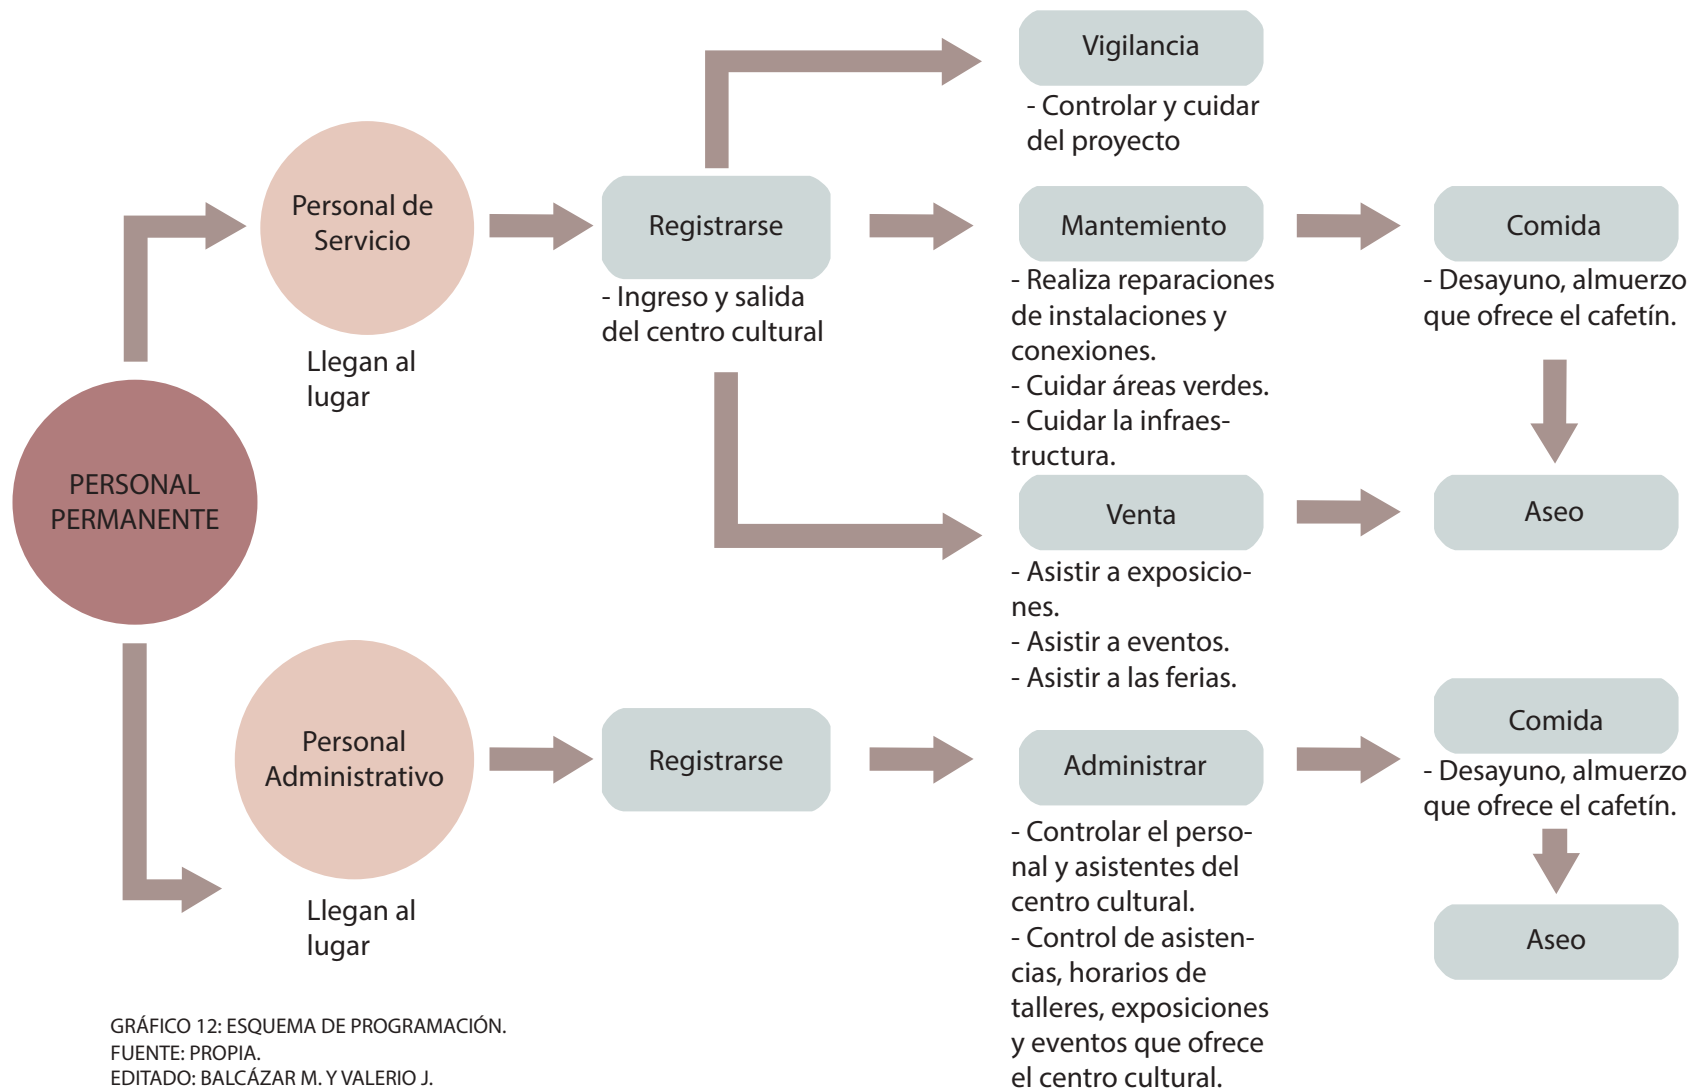 Vigilancia
- Controlar y cuidar
del proyecto
Personal de
Servicio
Llegan al
lugar
Registrarse
- Ingreso y salida
del centro cultural
Mantemiento
- Realiza reparaciones
de instalaciones y
conexiones.
- Cuidar áreas verdes.
- Cuidar la infraes-
tructura.
Comida
- Desayuno, almuerzo
que ofrece el cafetín.
PERSONAL
PERMANENTE
Venta
- Asistir a exposicio-
nes.
- Asistir a eventos.
- Asistir a las ferias.
Aseo
Personal
Administrativo
Llegan al
lugar
Registrarse
Administrar
- Controlar el perso-
nal y asistentes del
centro cultural.
- Control de asisten-
cias, horarios de
talleres, exposiciones
y eventos que ofrece
el centro cultural.
Comida
- Desayuno, almuerzo
que ofrece el cafetín.
Aseo
GRÁFICO 12: ESQUEMA DE PROGRAMACIÓN.
FUENTE: PROPIA.
EDITADO: BALCÁZAR M. Y VALERIO J.